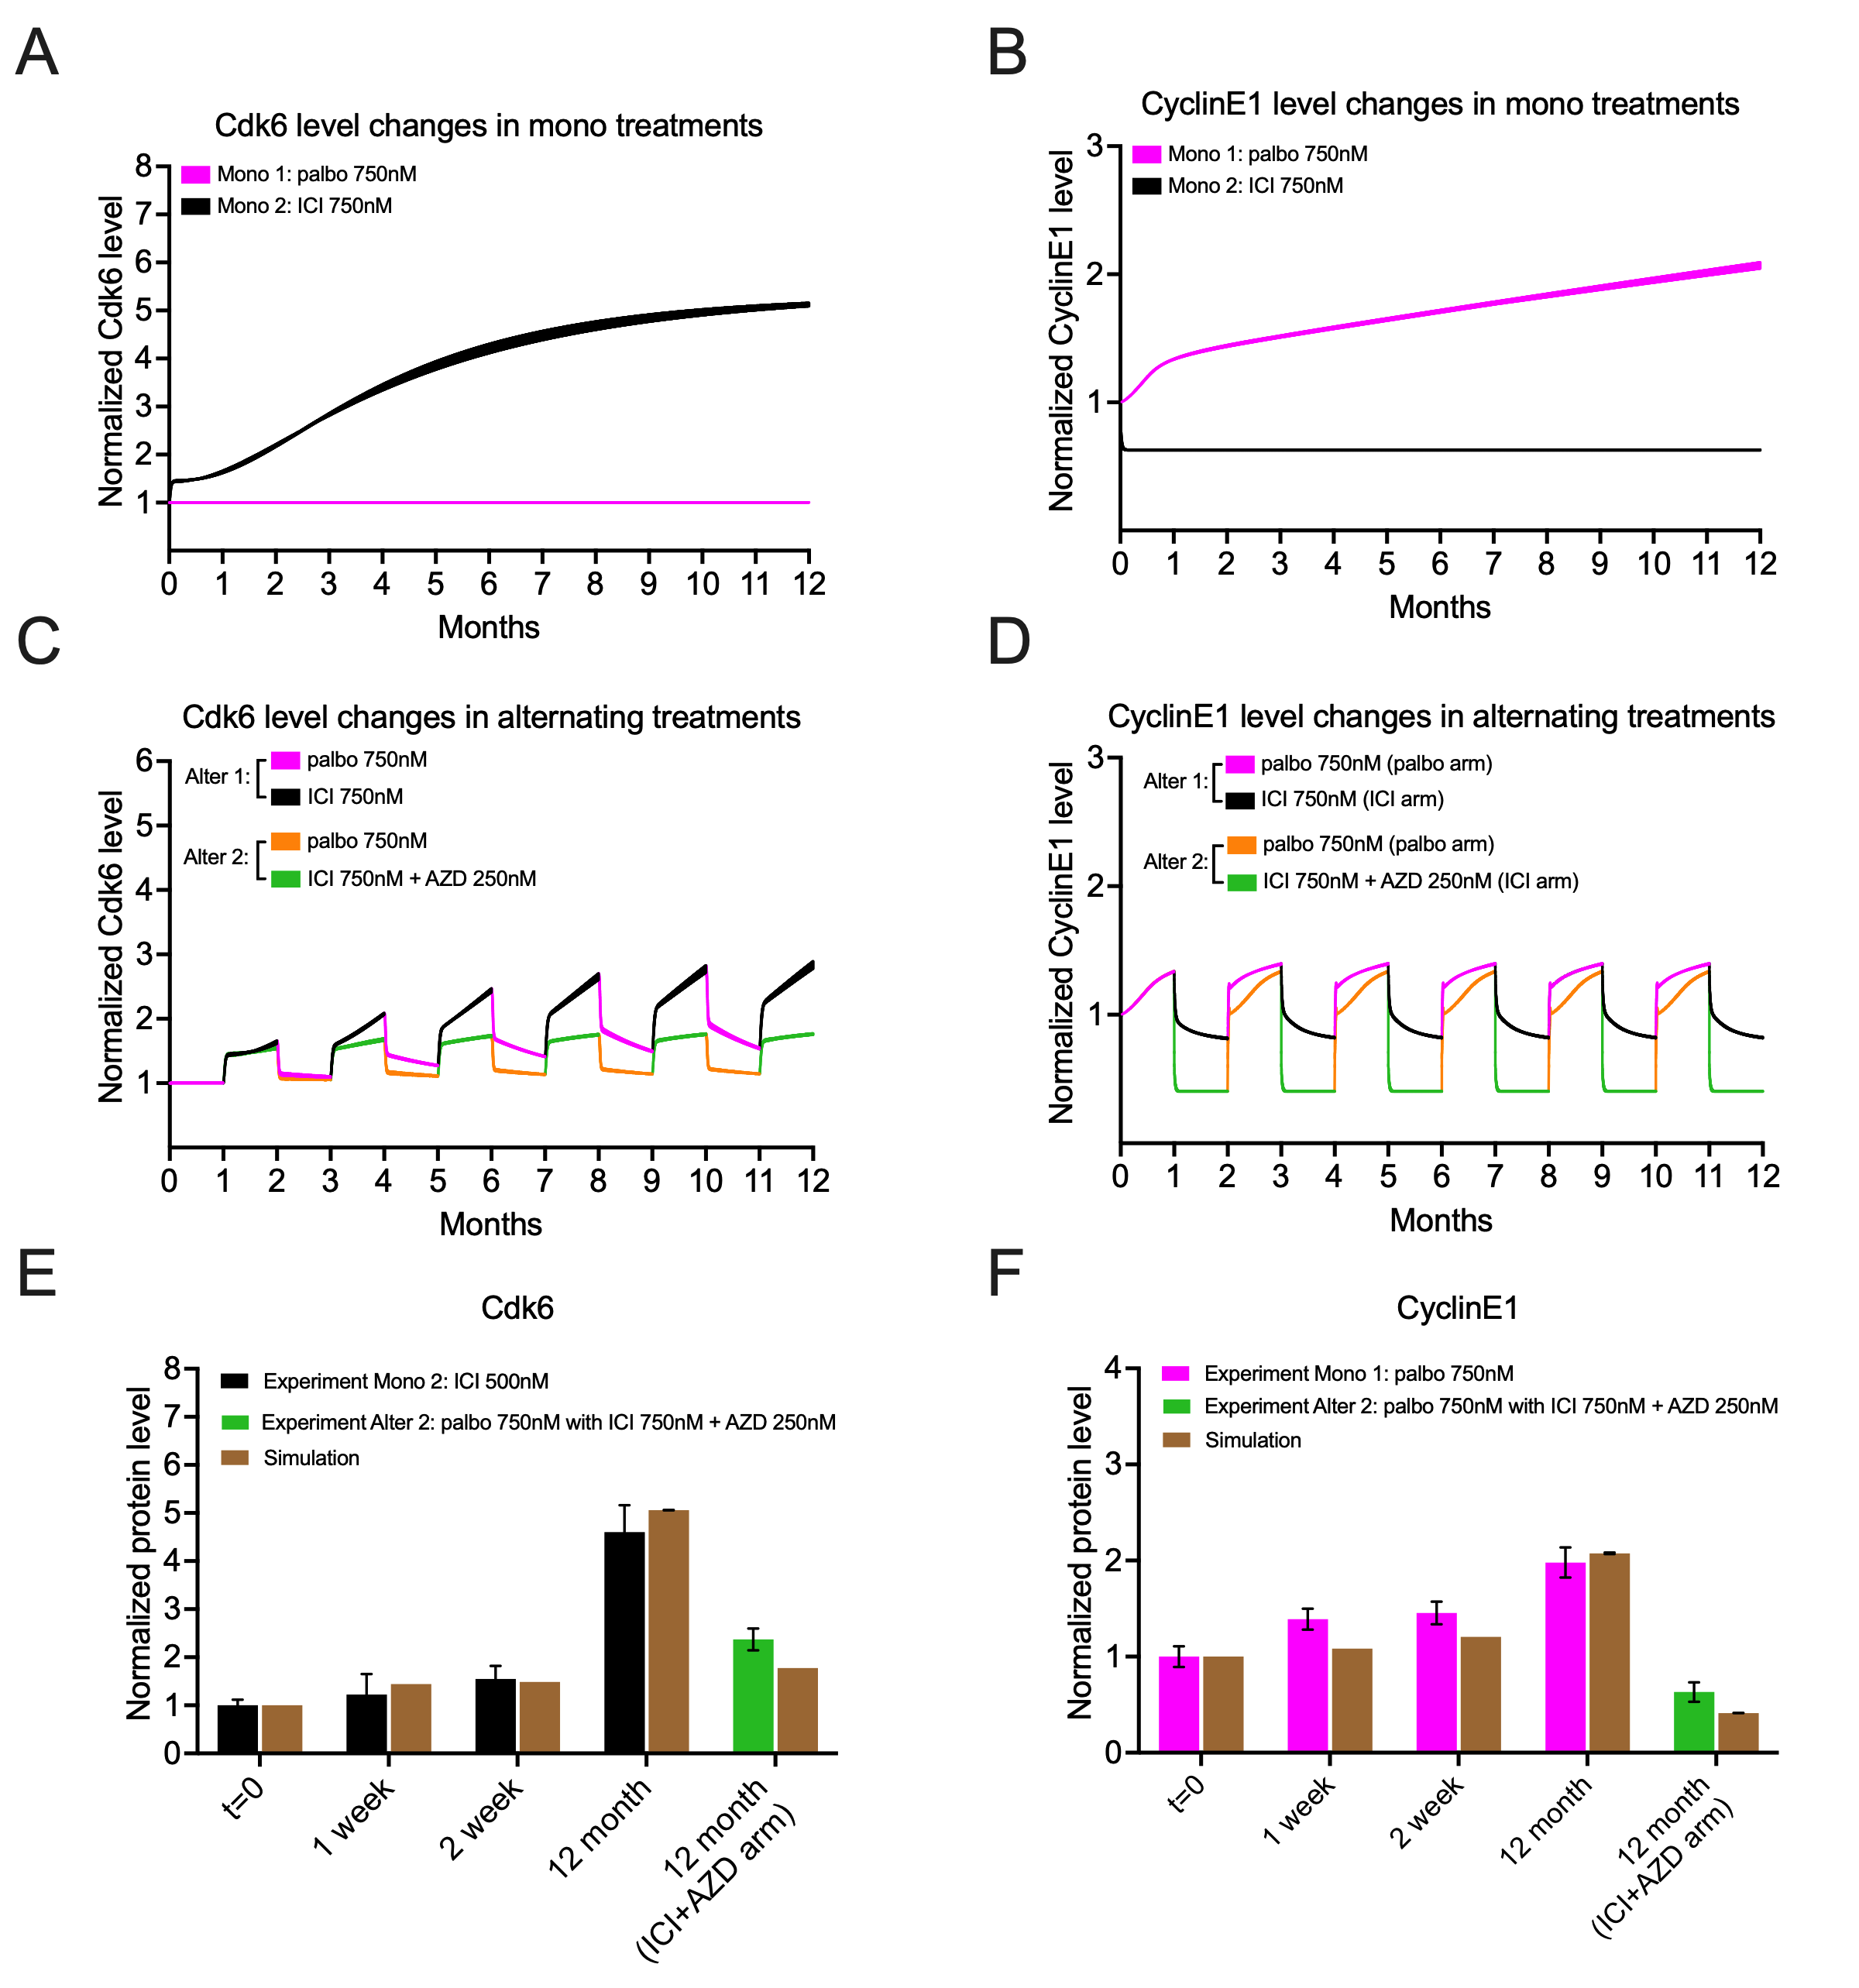 A
Cdk6 level changes in mono treatments
Normalized Cdk6 level
8
7
6
5
4
3
2
1
Mono 1: palbo 750nM
Mono 2: ICI 750nM
0 1 2 3 4 5 6 7 8 9 10 11 12
Months
B
CyclinE1 level changes in mono treatments
Normalized CyclinE1 level
3
2
1
Mono 1: palbo 750nM
Mono 2: ICI 750nM
0 1 2 3 4 5 6 7 8 9 10 11 12
Months
C
Cdk6 level changes in alternating treatments
Normalized Cdk6 level
6
5
4
3
2
1
Alter 1:
palbo 750nM
ICI 750nM
Alter 2:
palbo 750nM
ICI 750nM + AZD 250nM
0 1 2 3 4 5 6 7 8 9 10 11 12
Months
D
CyclinE1 level changes in alternating treatments
Normalized CyclinE1 level
3
2
1
Alter 1:
palbo 750nM (palbo arm)
ICI 750nM (ICI arm)
Alter 2:
palbo 750nM (palbo arm)
ICI 750nM + AZD 250nM (ICI arm)
0 1 2 3 4 5 6 7 8 9 10 11 12
Months
E
Cdk6
Normalized protein level
8
7
6
5
4
3
2
1
0
Experiment Mono 2: ICI 500nM
Experiment Alter 2: palbo 750nM with ICI 750nM + AZD 250nM
Simulation
t=0
1 week
2 week
12 month
12 month
(ICI+AZD arm)
F
CyclinE1
Normalized protein level
4
3
2
1
0
Experiment Mono 1: palbo 750nM
Experiment Alter 2: palbo 750nM with ICI 750nM + AZD 250nM
Simulation
t=0
1 week
2 week
12 month
12 month
(ICI+AZD arm)